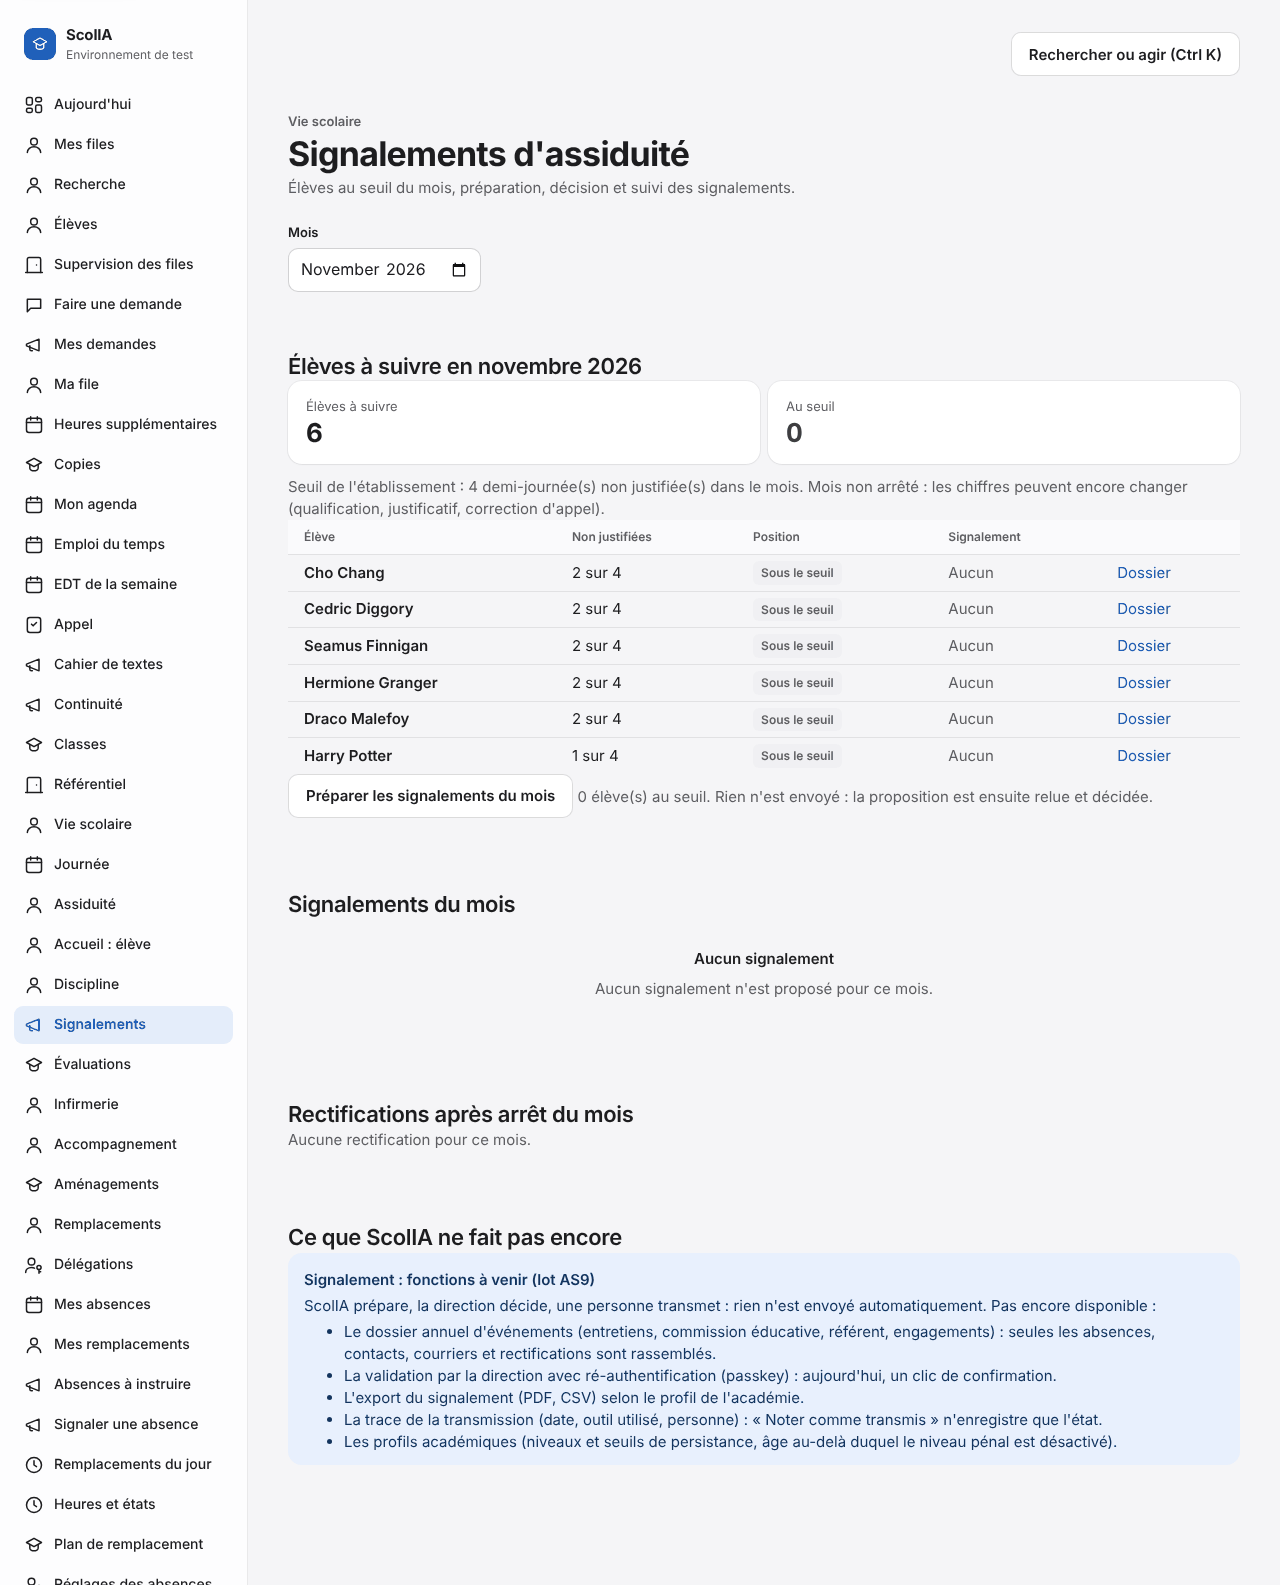 ScolIA
Environnement de test
Aujourd'hui
Mes files
Recherche
Élèves
Supervision des files
Faire une demande
Mes demandes
Ma file
Heures supplémentaires
Copies
Mon agenda
Emploi du temps
EDT de la semaine
Appel
Cahier de textes
Continuité
Classes
Référentiel
Vie scolaire
Journée
Assiduité
Accueil : élève
Discipline
Signalements
Évaluations
Infirmerie
Accompagnement
Aménagements
Remplacements
Délégations
Mes absences
Mes remplacements
Absences à instruire
Signaler une absence
Remplacements du jour
Heures et états
Plan de remplacement
Réglages des absences
Rechercher ou agir (Ctrl K)
Vie scolaire
Signalements d'assiduité
Élèves au seuil du mois, préparation, décision et suivi des signalements.
Mois
November 2026
Élèves à suivre en novembre 2026
Élèves à suivre
6
Au seuil
0
Seuil de l'établissement : 4 demi-journée(s) non justifiée(s) dans le mois. Mois non arrêté : les chiffres peuvent encore changer
(qualification, justificatif, correction d'appel).
Élève Non justifiées Position Signalement
Cho Chang 2 sur 4 Sous le seuil Aucun Dossier
Cedric Diggory 2 sur 4 Sous le seuil Aucun Dossier
Seamus Finnigan 2 sur 4 Sous le seuil Aucun Dossier
Hermione Granger 2 sur 4 Sous le seuil Aucun Dossier
Draco Malefoy 2 sur 4 Sous le seuil Aucun Dossier
Harry Potter 1 sur 4 Sous le seuil Aucun Dossier
Préparer les signalements du mois 0 élève(s) au seuil. Rien n'est envoyé : la proposition est ensuite relue et décidée.
Signalements du mois
Aucun signalement
Aucun signalement n'est proposé pour ce mois.
Rectifications après arrêt du mois
Aucune rectification pour ce mois.
Ce que ScolIA ne fait pas encore
Signalement : fonctions à venir (lot AS9)
ScolIA prépare, la direction décide, une personne transmet : rien n'est envoyé automatiquement. Pas encore disponible :
• Le dossier annuel d'événements (entretiens, commission éducative, référent, engagements) : seules les absences,
contacts, courriers et rectifications sont rassemblés.
• La validation par la direction avec ré-authentification (passkey) : aujourd'hui, un clic de confirmation.
• L'export du signalement (PDF, CSV) selon le profil de l'académie.
• La trace de la transmission (date, outil utilisé, personne) : « Noter comme transmis » n'enregistre que l'état.
• Les profils académiques (niveaux et seuils de persistance, âge au-delà duquel le niveau pénal est désactivé).